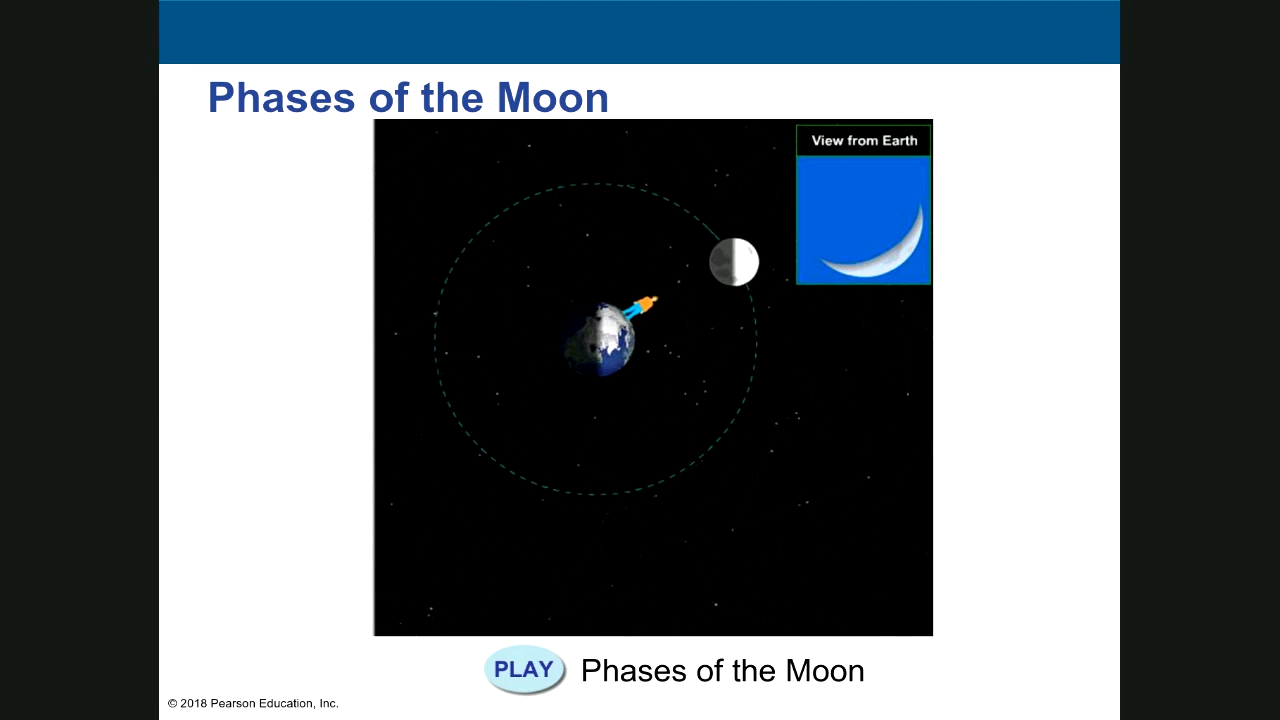 Phases of the Moon
View from Earth
PLAY Phases of the Moon
© 2018 Pearson Education, Inc.